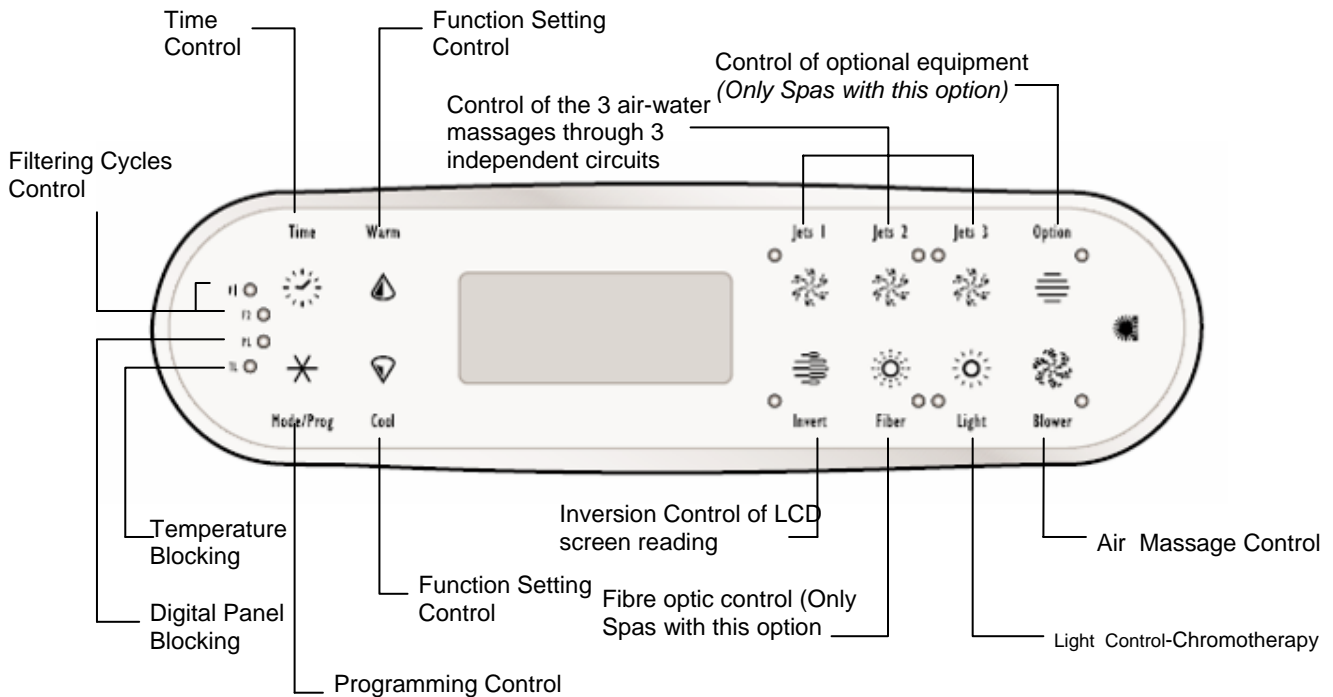 Time
Control
Function Setting
Control
Control of optional equipment
(Only Spas with this option)
Control of the 3 air-water
massages through 3
independent circuits
Filtering Cycles
Control
Time
Warm
Jets 1
Jets 2
Jets 3
Option
F1
F2
PL
TL
Mode/Prog
Cool
Invert
Fiber
Light
Blower
Temperature
Blocking
Digital Panel
Blocking
Programming Control
Function Setting
Control
Inversion Control of LCD
screen reading
Fibre optic control (Only
Spas with this option
Air Massage Control
Light Control-Chromotherapy